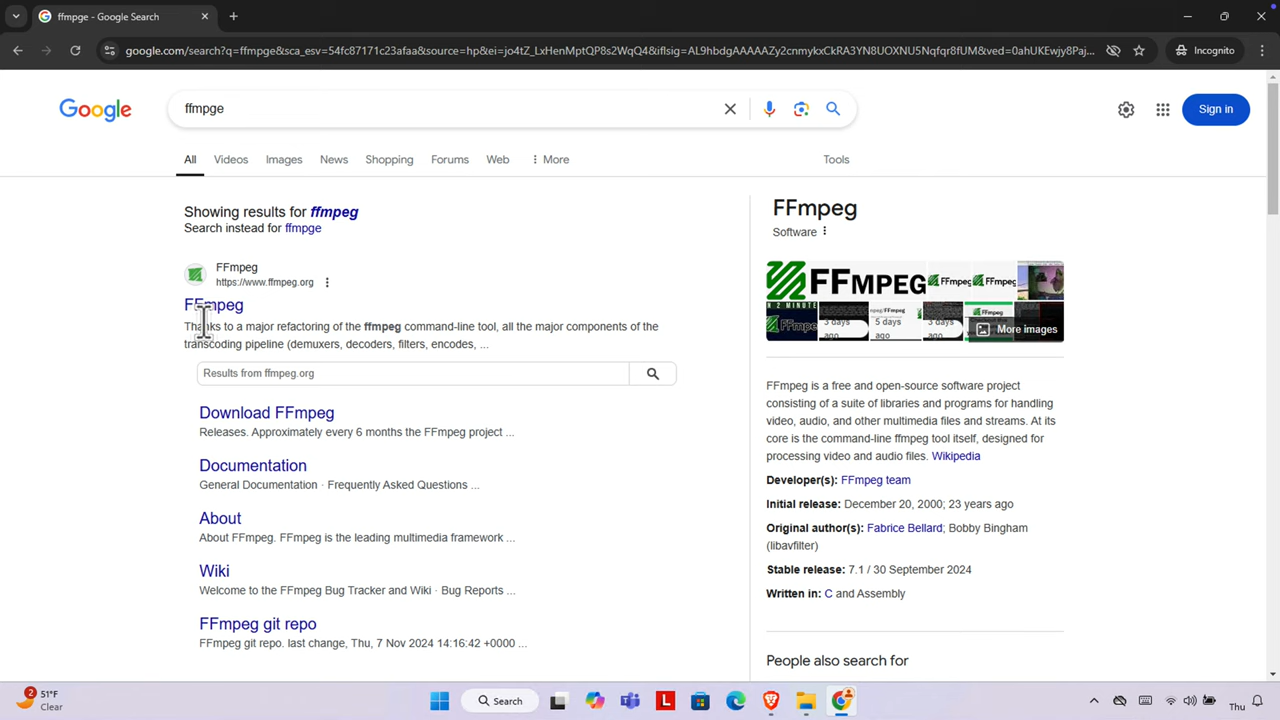 ffmpge - Google Search
google.com/search?q=ffmpge&sca_esv=54fc87171c23afaa&source=hp&ei=jo4tZ_LxHenMptQP8s2WqQ4&iflsig=AL9hbdgAAAAAZy2cnmykxCkRA3YN8UOXNU5Nqfqr8fUM&ved=0ahUKEwjy8Paj...
Incognito
Google
ffmpge
Sign in
All Videos Images News Shopping Forums Web More Tools
Showing results for ffmpeg
Search instead for ffmpge
FFmpeg
https://www.ffmpeg.org
FFmpeg
Thanks to a major refactoring of the ffmpeg command-line tool, all the major components of the
transcoding pipeline (demuxers, decoders, filters, encodes, ...
Results from ffmpeg.org
Download FFmpeg
Releases. Approximately every 6 months the FFmpeg project ...
Documentation
General Documentation · Frequently Asked Questions ...
About
About FFmpeg. FFmpeg is the leading multimedia framework ...
Wiki
Welcome to the FFmpeg Bug Tracker and Wiki · Bug Reports ...
FFmpeg git repo
FFmpeg git repo. last change, Thu, 7 Nov 2024 14:16:42 +0000 ...
FFmpeg
Software
FFMPEG
FFmpeg
FFmpeg
N 2 MINUTE
FFmpe
3 days
ago
5 days
ago
3 days
ago
FFmpeg
More images
FFmpeg is a free and open-source software project
consisting of a suite of libraries and programs for handling
video, audio, and other multimedia files and streams. At its
core is the command-line ffmpeg tool itself, designed for
processing video and audio files. Wikipedia
Developer(s): FFmpeg team
Initial release: December 20, 2000; 23 years ago
Original author(s): Fabrice Bellard; Bobby Bingham
(libavfilter)
Stable release: 7.1 / 30 September 2024
Written in: C and Assembly
People also search for
2
51°F
Clear
Search
L
Thu